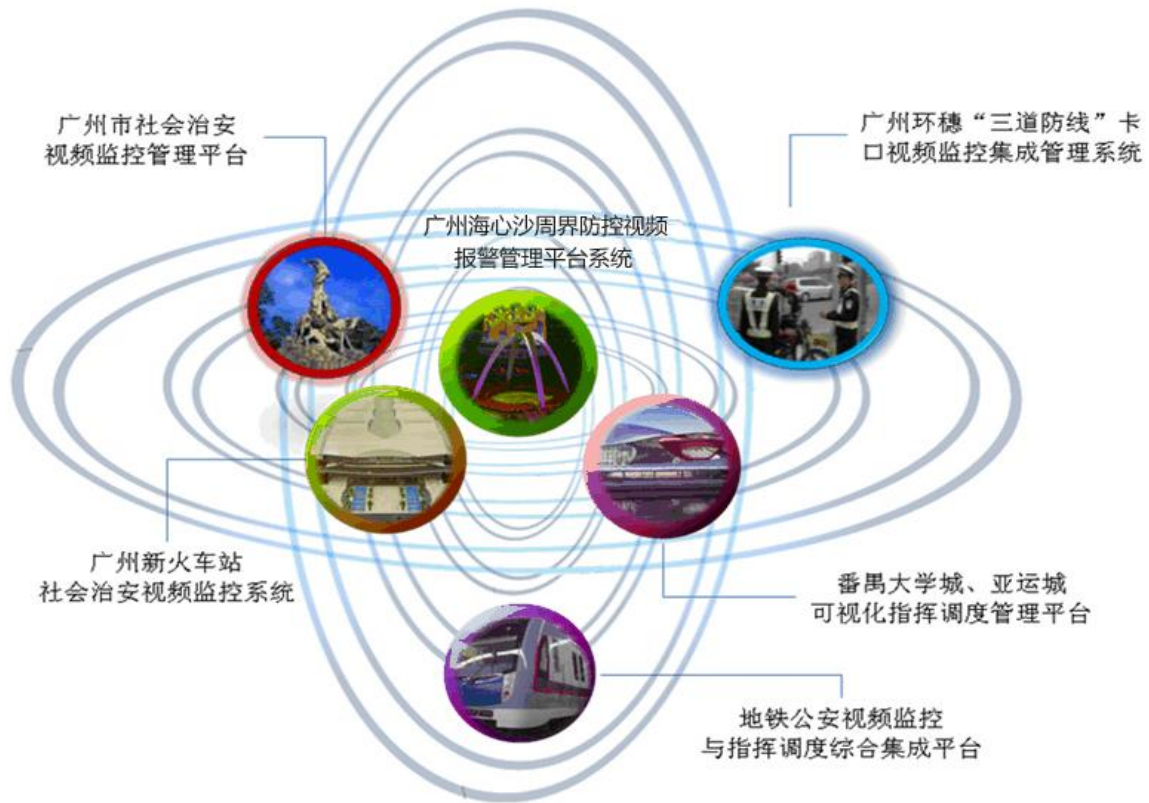 广州市社会治安
视频监控管理平台
广州环穗“三道防线”卡
口视频监控集成管理系统
广州海心沙周界防控视频
报警管理平台系统
广州新火车站
社会治安视频监控系统
番禺大学城、亚运城
可视化指挥调度管理平台
地铁公安视频监控
与指挥调度综合集成平台